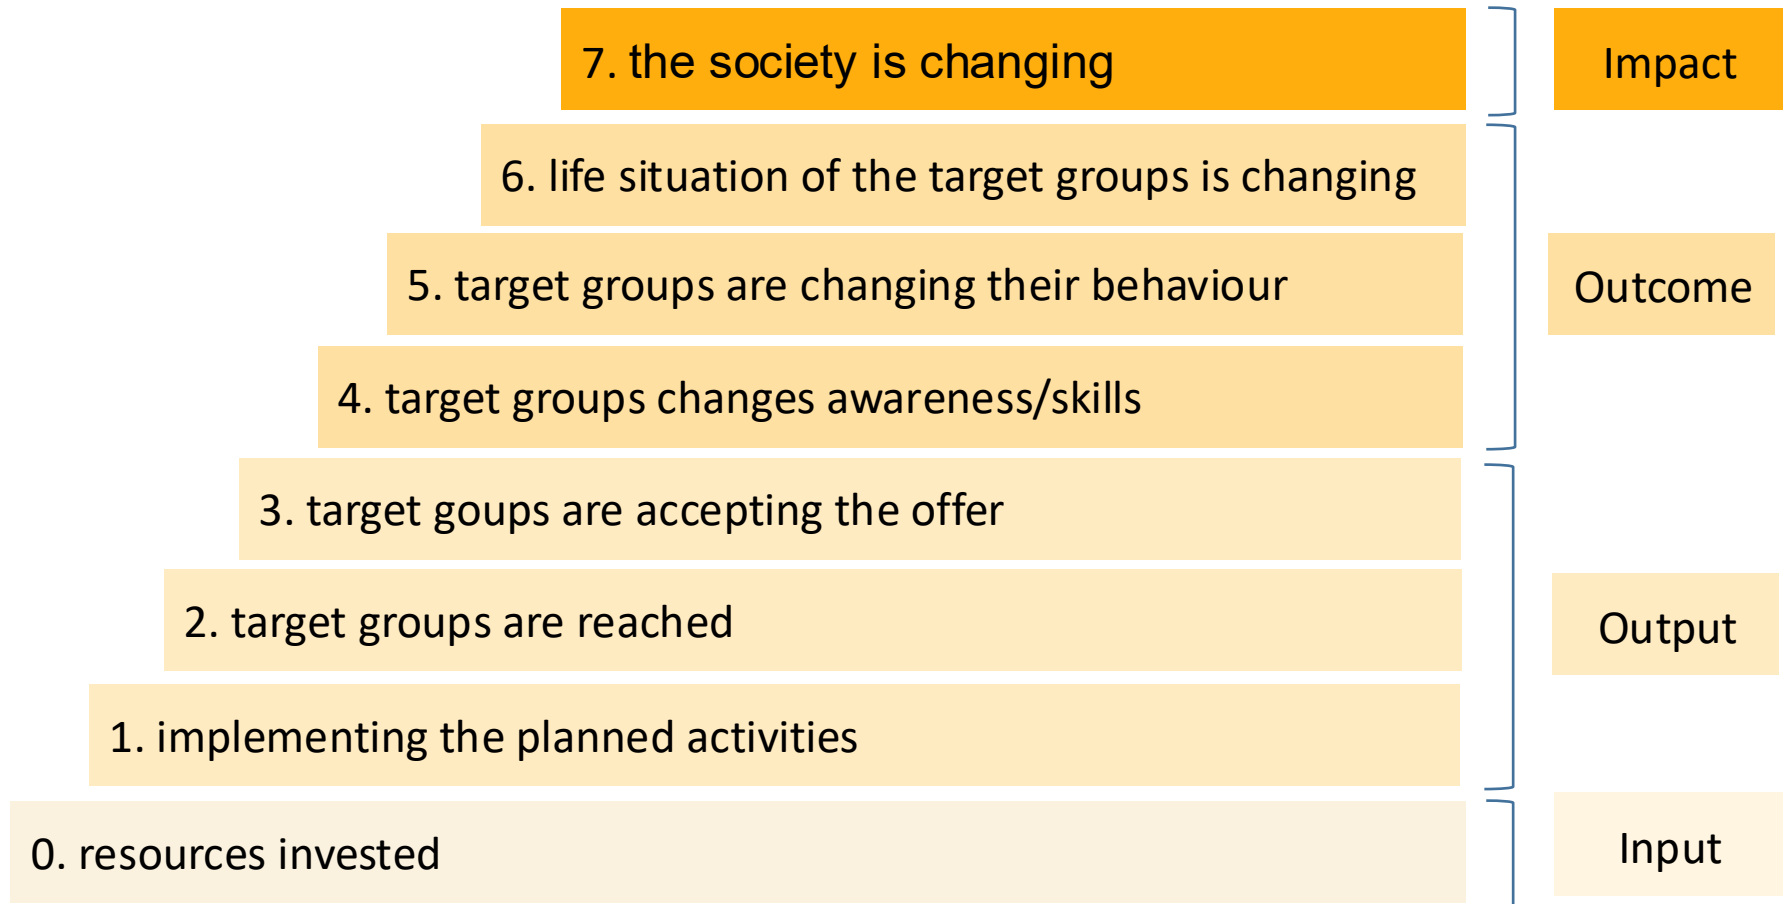 7. the society is changing
Impact
6. life situation of the target groups is changing
5. target groups are changing their behaviour
Outcome
4. target groups changes awareness/skills
3. target goups are accepting the offer
2. target groups are reached
Output
1. implementing the planned activities
0. resources invested
Input